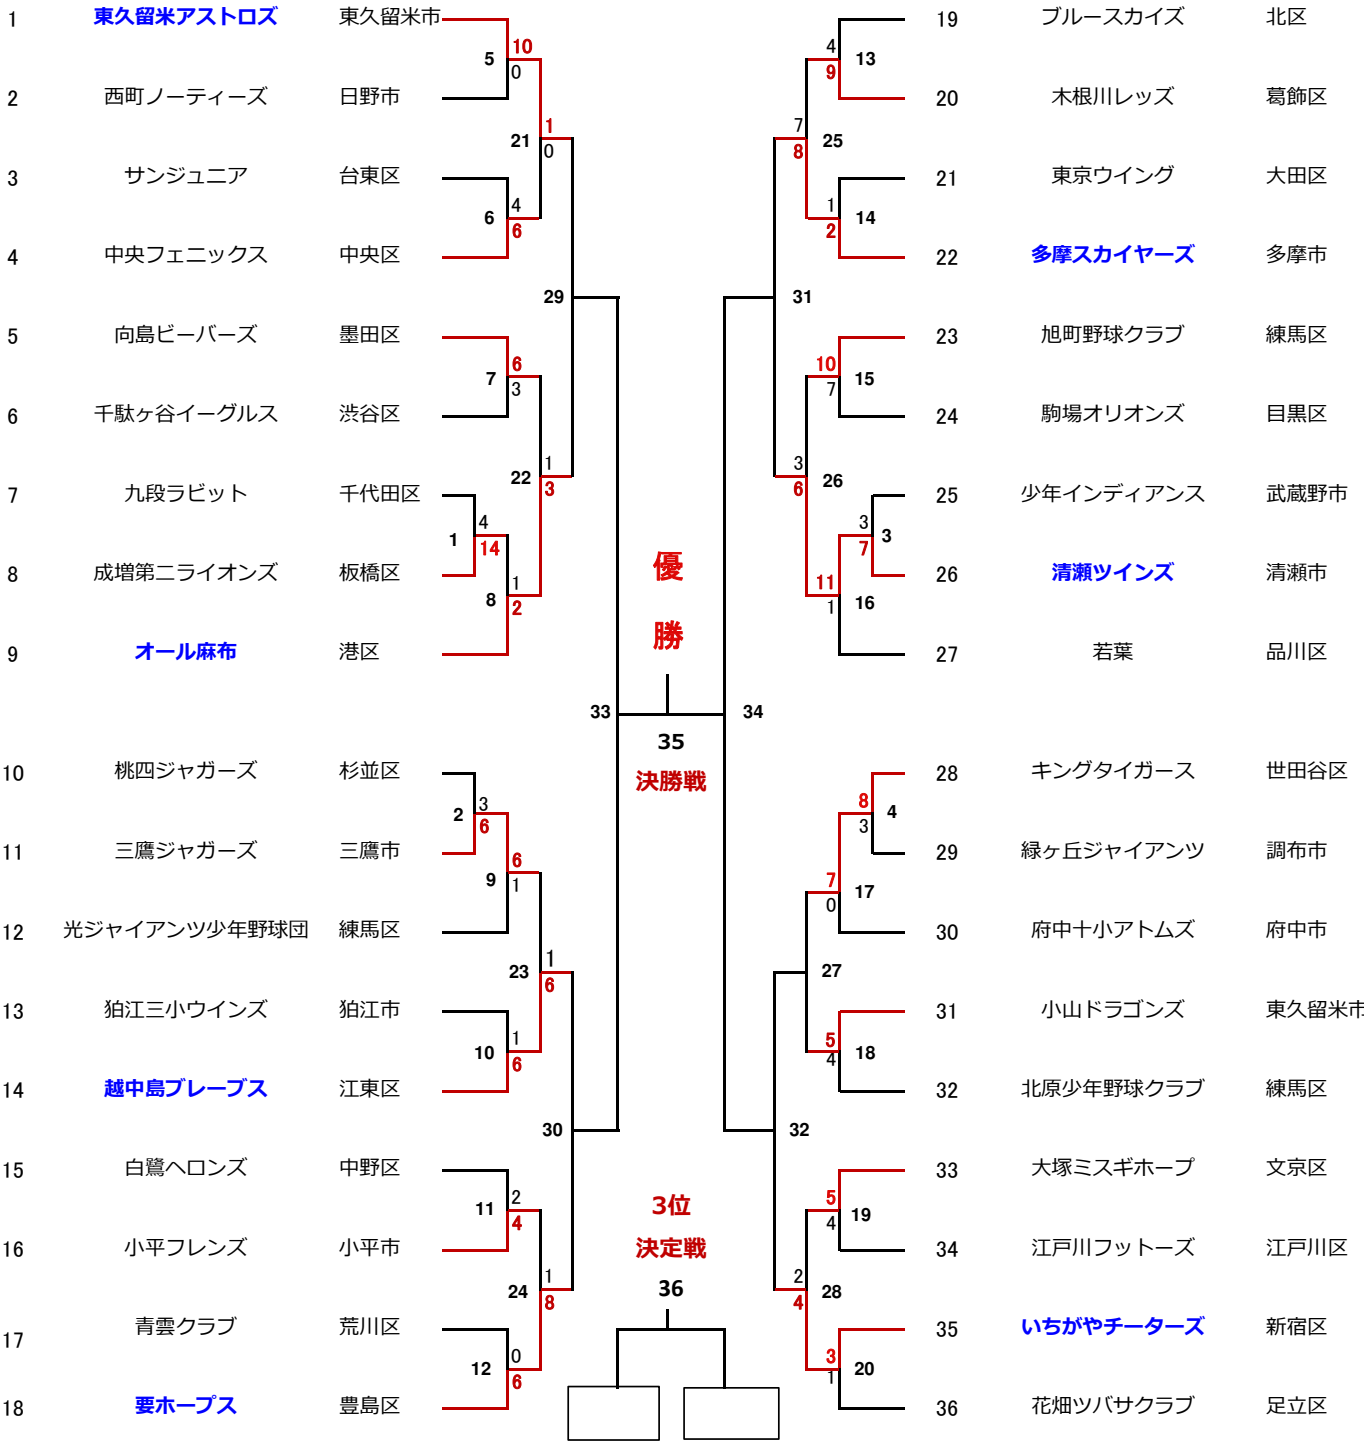 1 東久留米アストロズ 東久留米市
5 10
0
2 西町ノーティーズ 日野市
21 1
0
3 サンジュニア 台東区
6 4
6
4 中央フェニックス 中央区
29
5 向島ビーバーズ 墨田区
7 6
3
6 千駄ヶ谷イーグルス 渋谷区
22 1
3
7 九段ラビット 千代田区
1 4
14
8 成増第二ライオンズ 板橋区
8 1
2
9 オール麻布 港区
33
10 桃四ジャガーズ 杉並区
2 3
6
11 三鷹ジャガーズ 三鷹市
9 6
1
12 光ジャイアンツ少年野球団 練馬区
23 1
6
13 狛江三小ウインズ 狛江市
10 1
6
14 越中島ブレーブス 江東区
30
15 白鷺ヘロンズ 中野区
11 2
4
16 小平フレンズ 小平市
24 1
8
17 青雲クラブ 荒川区
12 0
6
18 要ホープス 豊島区
優
勝
35
決勝戦
3位
決定戦
36
19 ブルースカイズ 北区
4 13
9
20 木根川レッズ 葛飾区
7 25
8
21 東京ウイング 大田区
1 14
2
22 多摩スカイヤーズ 多摩市
31
23 旭町野球クラブ 練馬区
10 15
7
24 駒場オリオンズ 目黒区
3 26
6
25 少年インディアンス 武蔵野市
3 3
7
26 清瀬ツインズ 清瀬市
11 16
1
27 若葉 品川区
34
28 キングタイガース 世田谷区
8 4
3
29 緑ヶ丘ジャイアンツ 調布市
7 17
0
30 府中十小アトムズ 府中市
27
31 小山ドラゴンズ 東久留米市
5 18
4
32 北原少年野球クラブ 練馬区
32
33 大塚ミスギホープ 文京区
5 19
4
34 江戸川フットーズ 江戸川区
2 28
4
35 いちがやチーターズ 新宿区
3 20
1
36 花畑ツバサクラブ 足立区